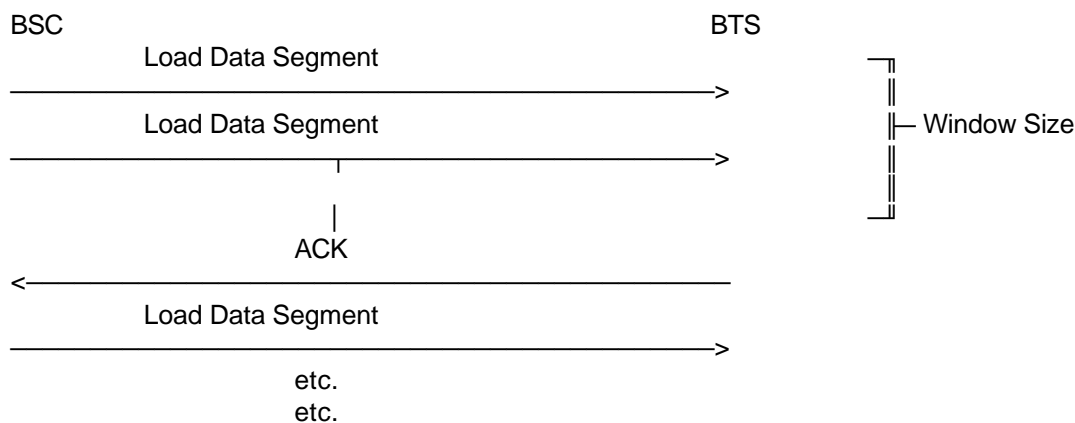 BSC BTS
Load Data Segment
Load Data Segment
Window Size
ACK
Load Data Segment
etc.
etc.